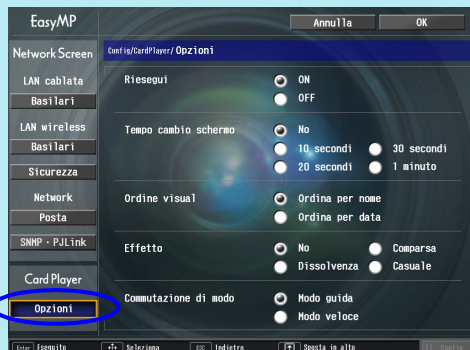 EasyMP
Annulla
OK
Network Screen
Config/CardPlayer/Opzioni
LAN cablata
Basilari
LAN wireless
Basilari
Sicurezza
Network
Posta
SNMP・PJLink
Card Player
Opzioni
Riesegui
ON
OFF
Tempo cambio schermo
No
10 secondi
30 secondi
20 secondi
1 minuto
Ordine visual
Ordina per nome
Ordina per data
Effetto
No
Comparsa
Dissolvenza
Casuale
Commutazione di modo
Modo guida
Modo veloce
Enter Eseguito
Seleziona
ESC Indietro
Sposta in alto
Config